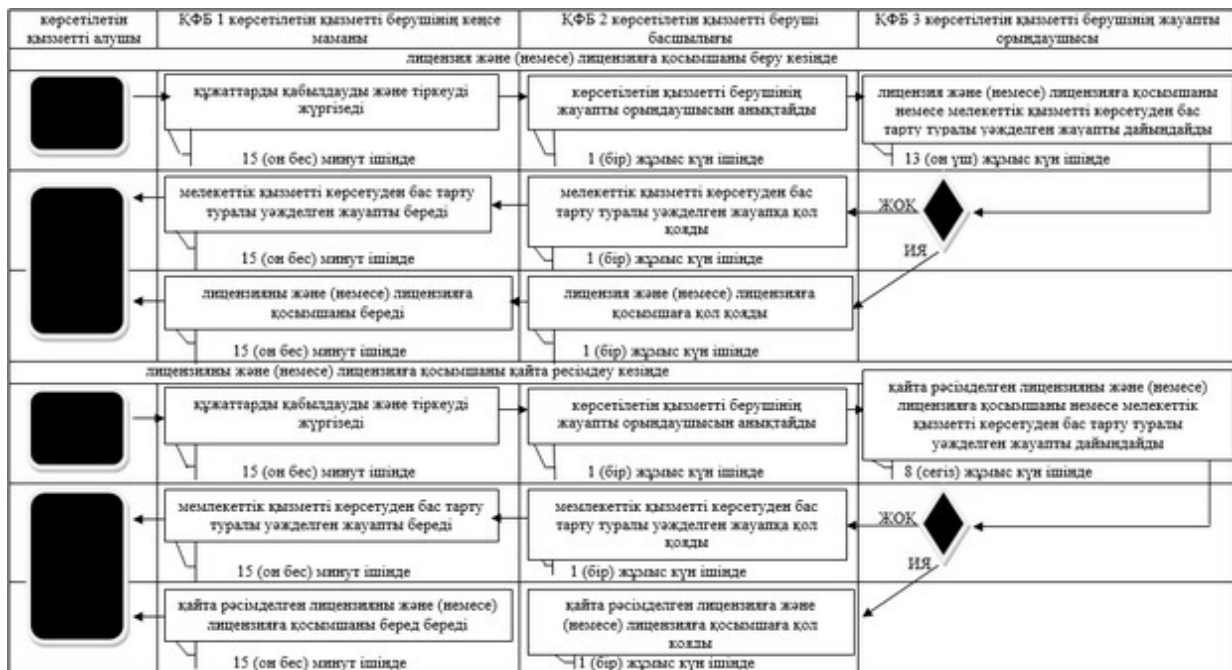 көрсетілетін
қызметті алушы
ҚФБ 1 көрсетілетін қызметті берушінің кеңсе
маманы
ҚФБ 2 көрсетілетін қызметті беруші
басшылығы
ҚФБ 3 көрсетілетін қызметті берушінің жауапты
орындаушысы
лицензия және (немесе) лицензияға қосымшаны беру кезінде
құжаттарды қабылдауды және тіркеуді
жүргізеді
15 (он бес) минут ішінде
көрсетілетін қызметті берушінің
жауапты орындаушысын анықтайды
1 (бір) жұмыс күн ішінде
лицензия және (немесе) лицензияға қосымшаны
немесе мелекеттік қызметті көрсетуден бас
тарту туралы уәжделген жауапты дайындайды
13 (он үш) жұмыс күн ішінде
мелекеттік қызметті көрсетуден бас тарту
туралы уәжделген жауапты береді
15 (он бес) минут ішінде
мелекеттік қызметті көрсетуден бас
тарту туралы уәжделген жауапқа қол
қояды
1 (бір) жұмыс күн ішінде
ЖОҚ
ИЯ
лицензияны және (немесе) лицензияға
қосымшаны береді
15 (он бес) минут ішінде
лицензия және (немесе) лицензияға
қосымшаға қол қояды
1 (бір) жұмыс күн ішінде
лицензияны және (немесе) лицензияға қосымшаны қайта ресімдеу кезінде
құжаттарды қабылдауды және тіркеуді
жүргізеді
15 (он бес) минут ішінде
көрсетілетін қызметті берушінің
жауапты орындаушысын анықтайды
1 (бір) жұмыс күн ішінде
қайта рәсімделген лицензияны және (немесе)
лицензияға қосымшаны немесе мелекеттік
қызметті көрсетуден бас тарту туралы
уәжделген жауапты дайындайды
8 (сегіз) жұмыс күн ішінде
мемлекеттік қызметті көрсетуден бас тарту
туралы уәжделген жауапты береді
15 (он бес) минут ішінде
мемлекеттік қызметті көрсетуден бас
тарту туралы уәжделген жауапқа қол
қояды
1 (бір) жұмыс күн ішінде
ЖОҚ
ИЯ
қайта рәсімделген лицензияны және (немесе)
лицензияға қосымшаны беред береді
15 (он бес) минут ішінде
қайта рәсімделген лицензияға және
(немесе) лицензияға қосымшаға қол
қояды
1 (бір) жұмыс күн ішінде